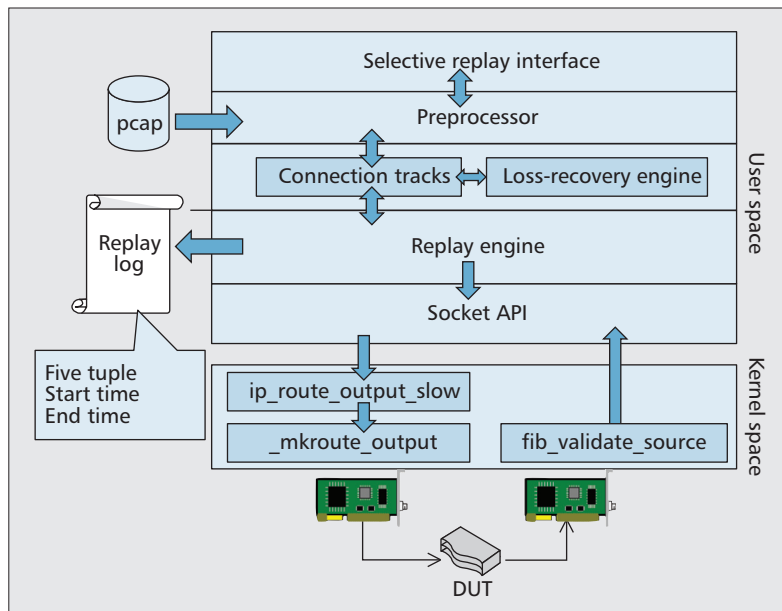 Selective replay interface
pcap
Preprocessor
Connection tracks
Loss-recovery engine
User space
Replay
log
Replay engine
Socket API
Five tuple
Start time
End time
ip_route_output_slow
_mkroute_output
fib_validate_source
Kernel space
DUT